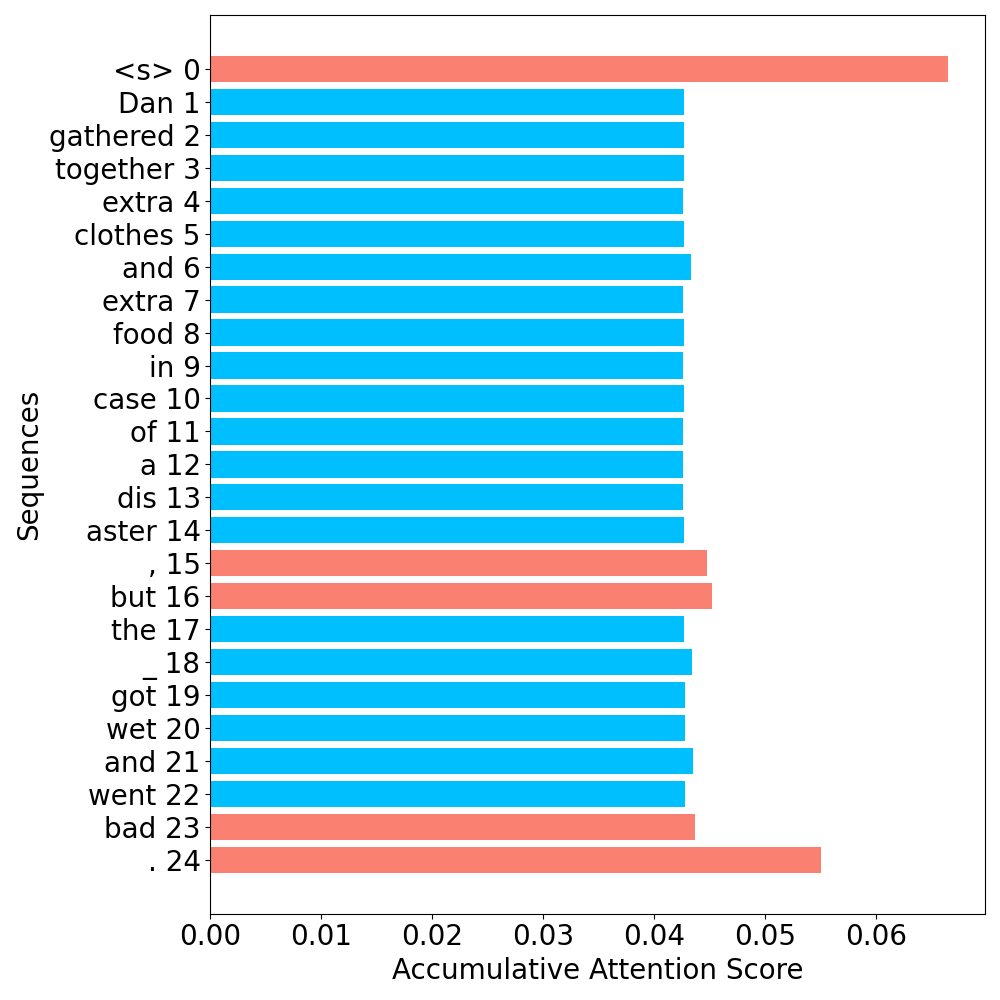 <s> 0
Dan 1
gathered 2
together 3
extra 4
clothes 5
and 6
extra 7
food 8
in 9
case 10
of 11
a 12
dis 13
aster 14
, 15
but 16
the 17
_ 18
got 19
wet 20
and 21
went 22
bad 23
. 24
Sequences
0.00 0.01 0.02 0.03 0.04 0.05 0.06
Accumulative Attention Score